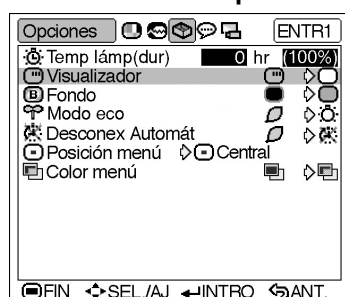 Opciones ENTR1
Temp lámp(dur) 0 hr (100%)
Visualizador
B Fondo
Modo eco
Desconex Automát
Posición menú Central
Color menú
FIN SEL./AJ INTRO ANT.